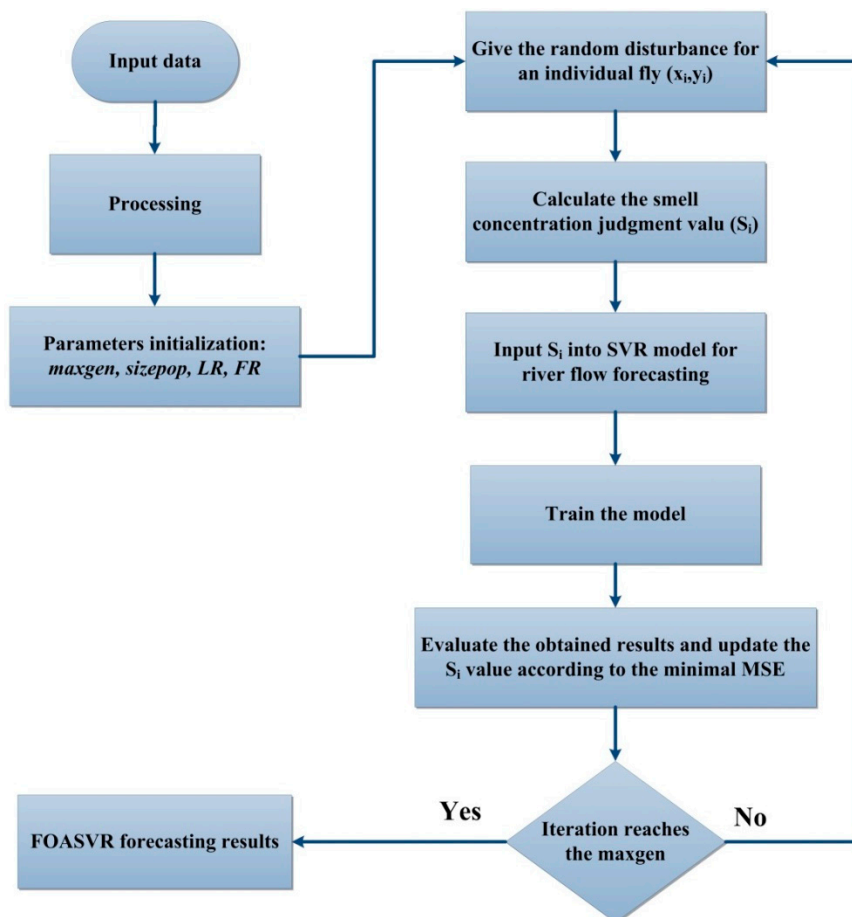 Input data
Processing
Parameters initialization:
maxgen, sizepop, LR, FR
Give the random disturbance for
an individual fly (xᵢ,yᵢ)
Calculate the smell
concentration judgment valu (Sᵢ)
Input Sᵢ into SVR model for
river flow forecasting
Train the model
Evaluate the obtained results and update the
Sᵢ value according to the minimal MSE
Iteration reaches
the maxgen
Yes
No
FOASVR forecasting results